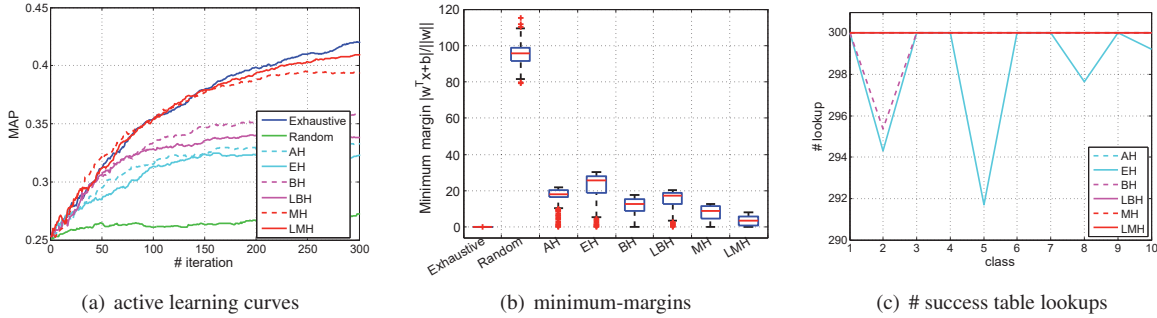 MAP
0.45
0.4
0.35
0.3
0.25
0 50 100 150 200 250 300
# iteration
Exhaustive
Random
AH
EH
BH
LBH
MH
LMH
(a) active learning curves
Minimum margin |w^T x+b|/||w||
120
100
80
60
40
20
0
Exhaustive Random AH EH BH LBH MH LMH
(b) minimum-margins
# lookup
300
298
296
294
292
290
1 2 3 4 5 6 7 8 9 10
class
AH
EH
BH
LBH
MH
LMH
(c) # success table lookups